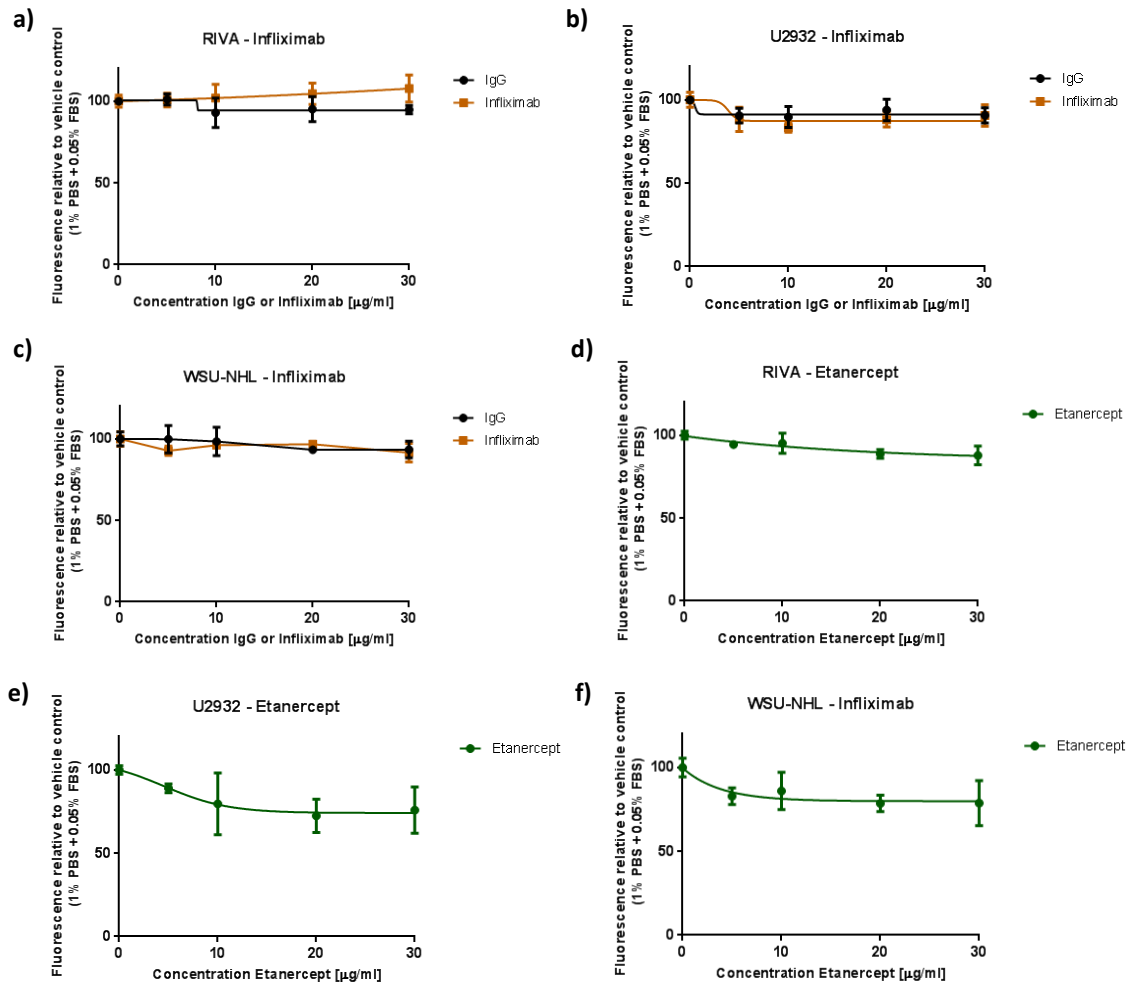 a)
RIVA - Infliximab
Fluorescence relative to vehicle control
(1% PBS + 0.05% FBS)
100
50
0
0 10 20 30
Concentration IgG or Infliximab [μg/ml]
IgG
Infliximab
b)
U2932 - Infliximab
Fluorescence relative to vehicle control
(1% PBS + 0.05% FBS)
100
50
0
0 10 20 30
Concentration IgG or Infliximab [μg/ml]
IgG
Infliximab
c)
WSU-NHL - Infliximab
Fluorescence relative to vehicle control
(1% PBS + 0.05% FBS)
100
50
0
0 10 20 30
Concentration IgG or Infliximab [μg/ml]
IgG
Infliximab
d)
RIVA - Etanercept
Fluorescence relative to vehicle control
(1% PBS + 0.05% FBS)
100
50
0
0 10 20 30
Concentration Etanercept [μg/ml]
Etanercept
e)
U2932 - Etanercept
Fluorescence relative to vehicle control
(1% PBS + 0.05% FBS)
100
50
0
0 10 20 30
Concentration Etanercept [μg/ml]
Etanercept
f)
WSU-NHL - Infliximab
Fluorescence relative to vehicle control
(1% PBS + 0.05% FBS)
100
50
0
0 10 20 30
Concentration Etanercept [μg/ml]
Etanercept